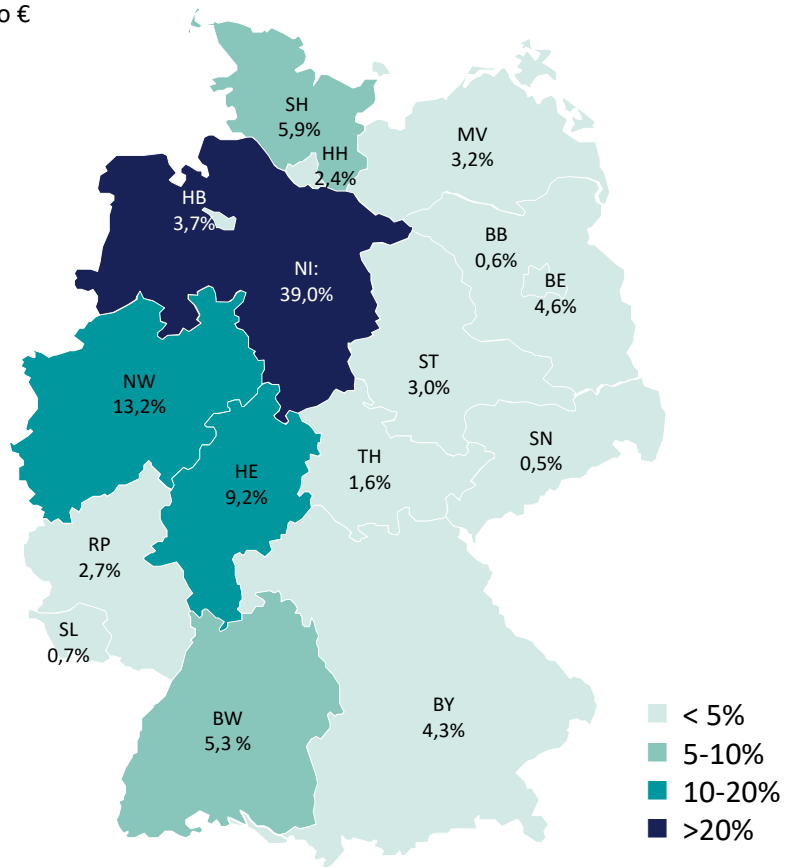 o €
SH
5,9%
HH
2,4%
MV
3,2%
HB
3,7%
BB
0,6%
BE
4,6%
NI:
39,0%
ST
3,0%
NW
13,2%
SN
0,5%
TH
1,6%
HE
9,2%
RP
2,7%
SL
0,7%
BW
5,3 %
BY
4,3%
< 5%
5-10%
10-20%
>20%